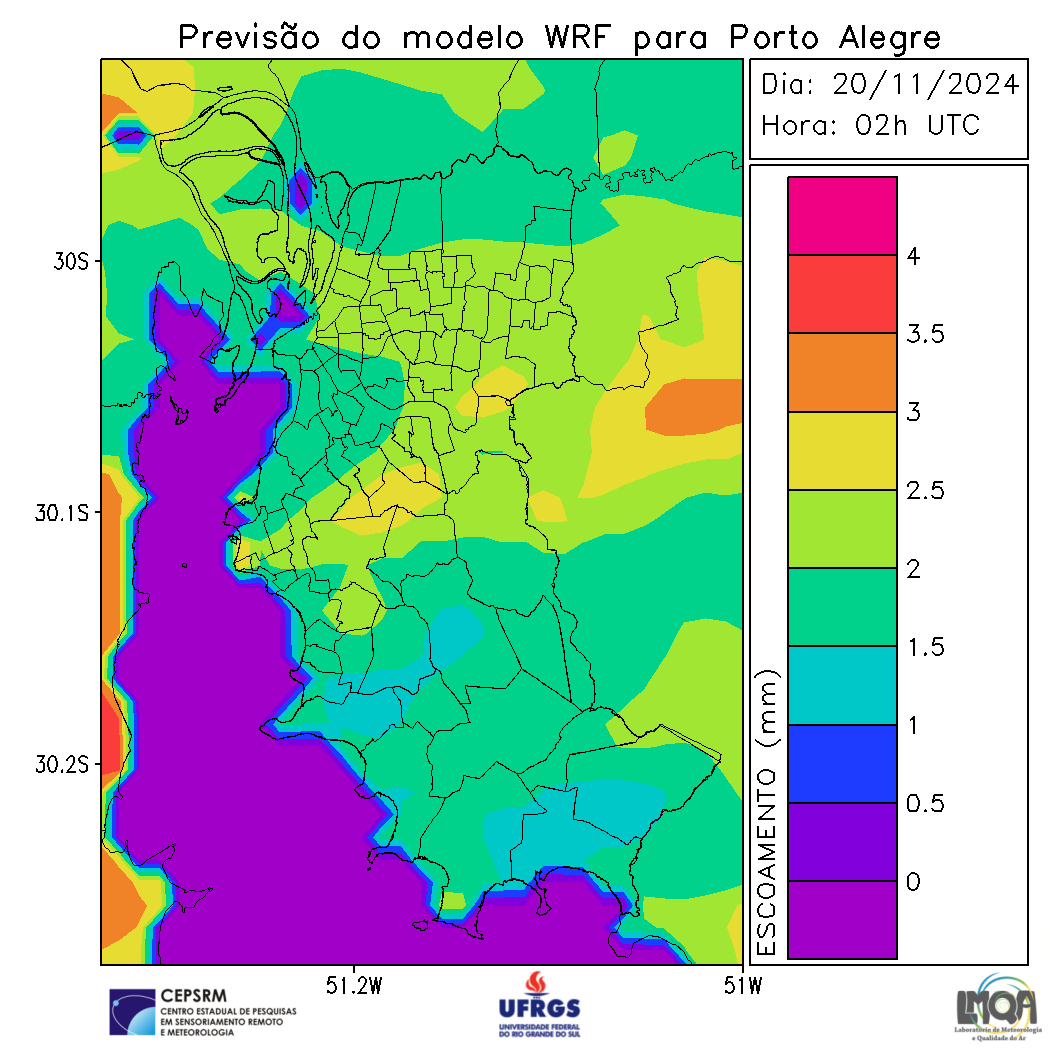 Previsão do modelo WRF para Porto Alegre
Dia: 20/11/2024
Hora: 02h UTC
30S
30.1S
30.2S
51.2W
51W
ESCOAMENTO (mm)
4
3.5
3
2.5
2
1.5
1
0.5
0
CEPSRM
CENTRO ESTADUAL DE PESQUISAS
EM SENSORIAMENTO REMOTO
E METEOROLOGIA
UFRGS
UNIVERSIDADE FEDERAL
DO RIO GRANDE DO SUL
LMQA
Laboratório de Meteorologia
e Qualidade do Ar